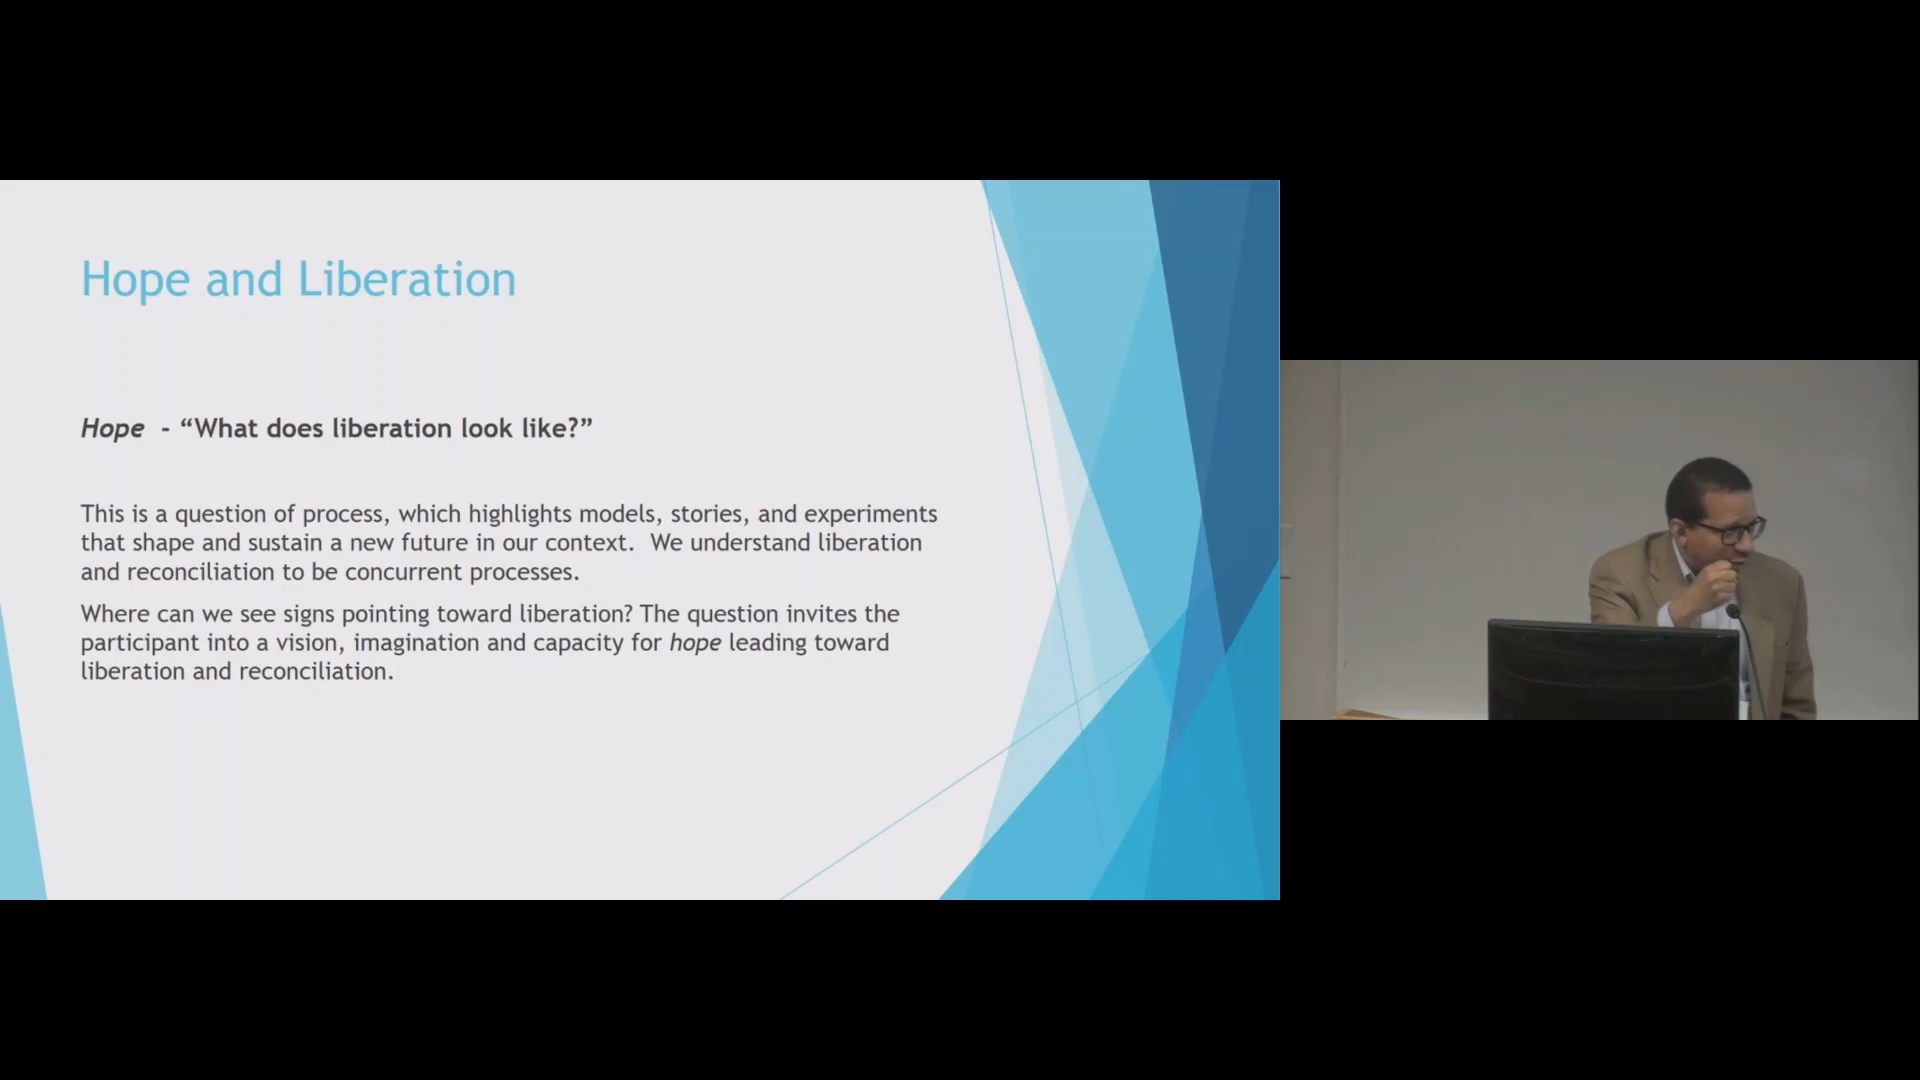 Hope and Liberation
Hope - “What does liberation look like?”
This is a question of process, which highlights models, stories, and experiments
that shape and sustain a new future in our context.  We understand liberation
and reconciliation to be concurrent processes.
Where can we see signs pointing toward liberation? The question invites the
participant into a vision, imagination and capacity for hope leading toward
liberation and reconciliation.